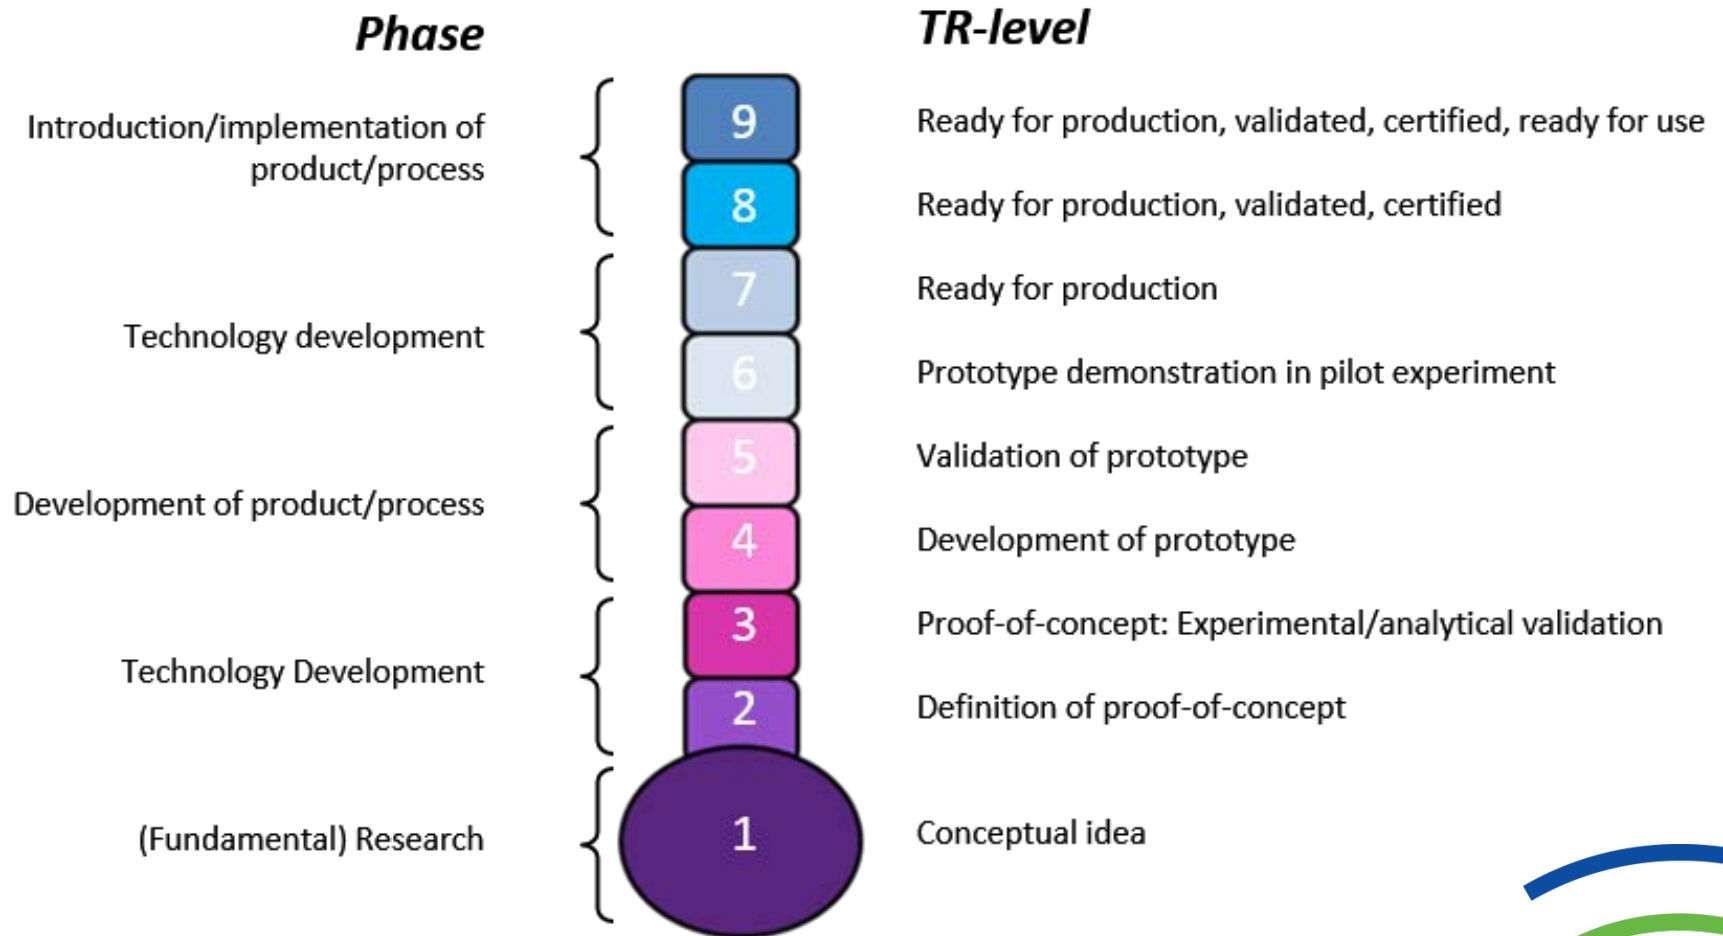 Phase
TR-level
Introduction/implementation of
product/process
9
Ready for production, validated, certified, ready for use
8
Ready for production, validated, certified
Technology development
7
Ready for production
6
Prototype demonstration in pilot experiment
Development of product/process
5
Validation of prototype
4
Development of prototype
Technology Development
3
Proof-of-concept: Experimental/analytical validation
2
Definition of proof-of-concept
(Fundamental) Research
1
Conceptual idea